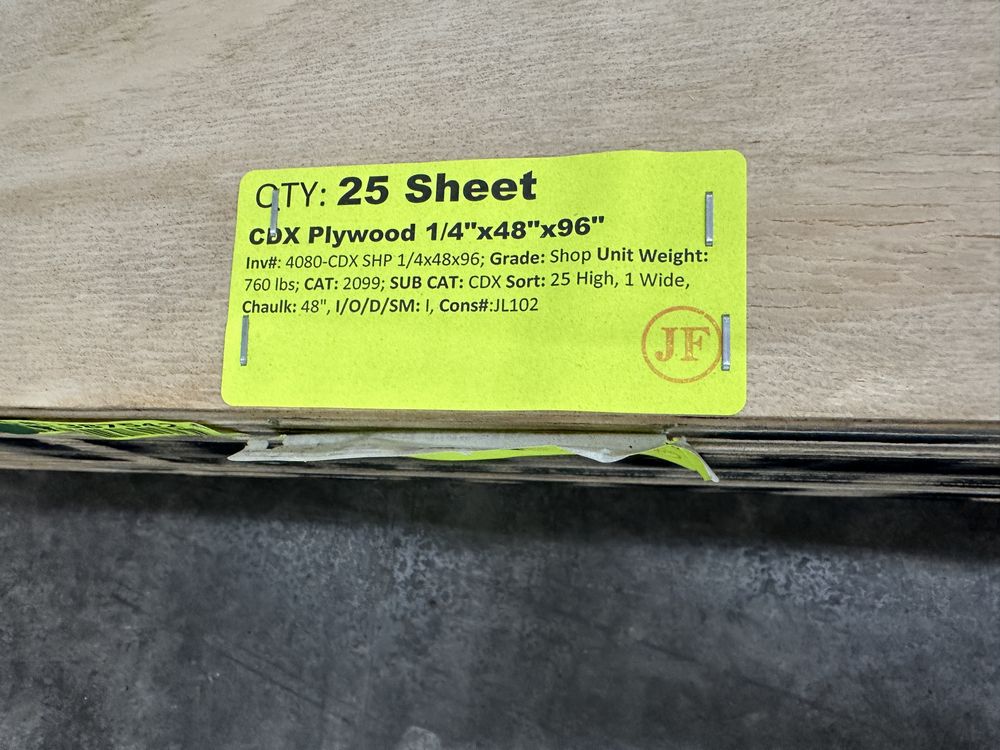 QTY: 25 Sheet
CDX Plywood 1/4"x48"x96"
Inv#: 4080-CDX SHP 1/4x48x96; Grade: Shop Unit Weight:
760 lbs; CAT: 2099; SUB CAT: CDX Sort: 25 High, 1 Wide,
Chaulk: 48", I/O/D/SM: I, Cons#:JL102
JF